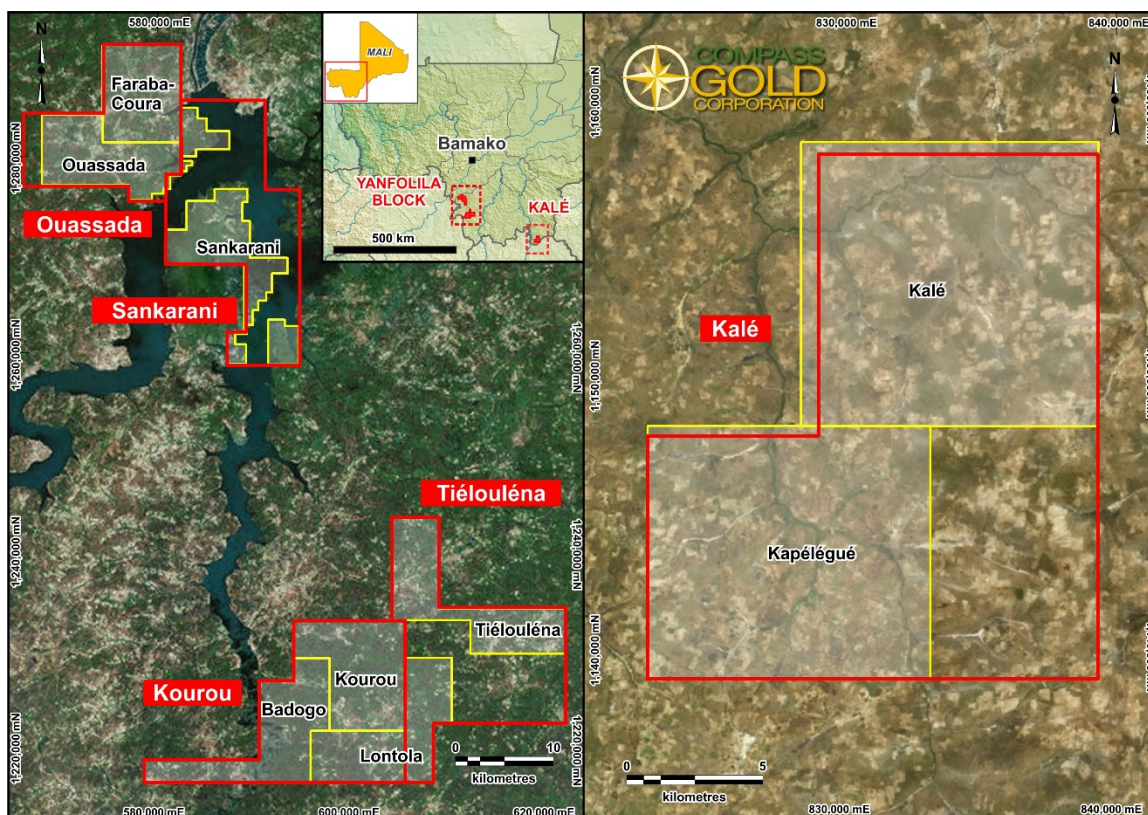 580,000 mE
N
Faraba-
Coura
Ouassada
1,280,000 mN
Ouassada
Sankarani
Sankarani
1,260,000 mN
1,260,000 mN
Tiélouléna
1,240,000 mN
1,240,000 mN
Tiélouléna
Kourou
Kourou
Badogo
Lontola
1,220,000 mN
1,220,000 mN
0 10
kilometres
580,000 mE
600,000 mE
620,000 mE
MALI
Bamako
YANFOLILA
BLOCK
KALÉ
500 km
830,000 mE
840,000 mE
COMPASS
GOLD
CORPORATION
N
1,160,000 mN
Kalé
Kalé
1,150,000 mN
Kapélégué
1,140,000 mN
0 5
kilometres
830,000 mE
840,000 mE